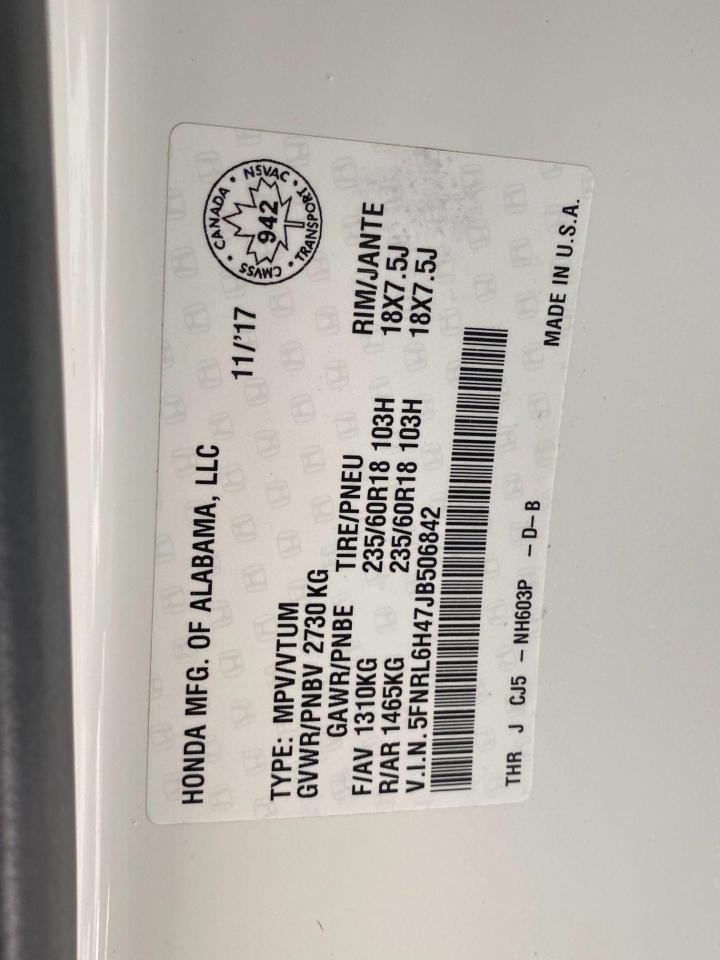 HONDA MFG. OF ALABAMA, LLC
11/'17
CANADA • NSVAC • TRANSPORT • CMVSS •
942
TYPE: MPV/VTUM
GVWR/PNBV 2730 KG
GAWR/PNBE TIRE/PNEU RIM/JANTE
F/AV 1310KG 235/60R18 103H 18X7.5J
R/AR 1465KG 235/60R18 103H 18X7.5J
V.I.N. 5FNRL6H47JB506842
THR J CJ5 - NH603P - D-B MADE IN U.S.A.